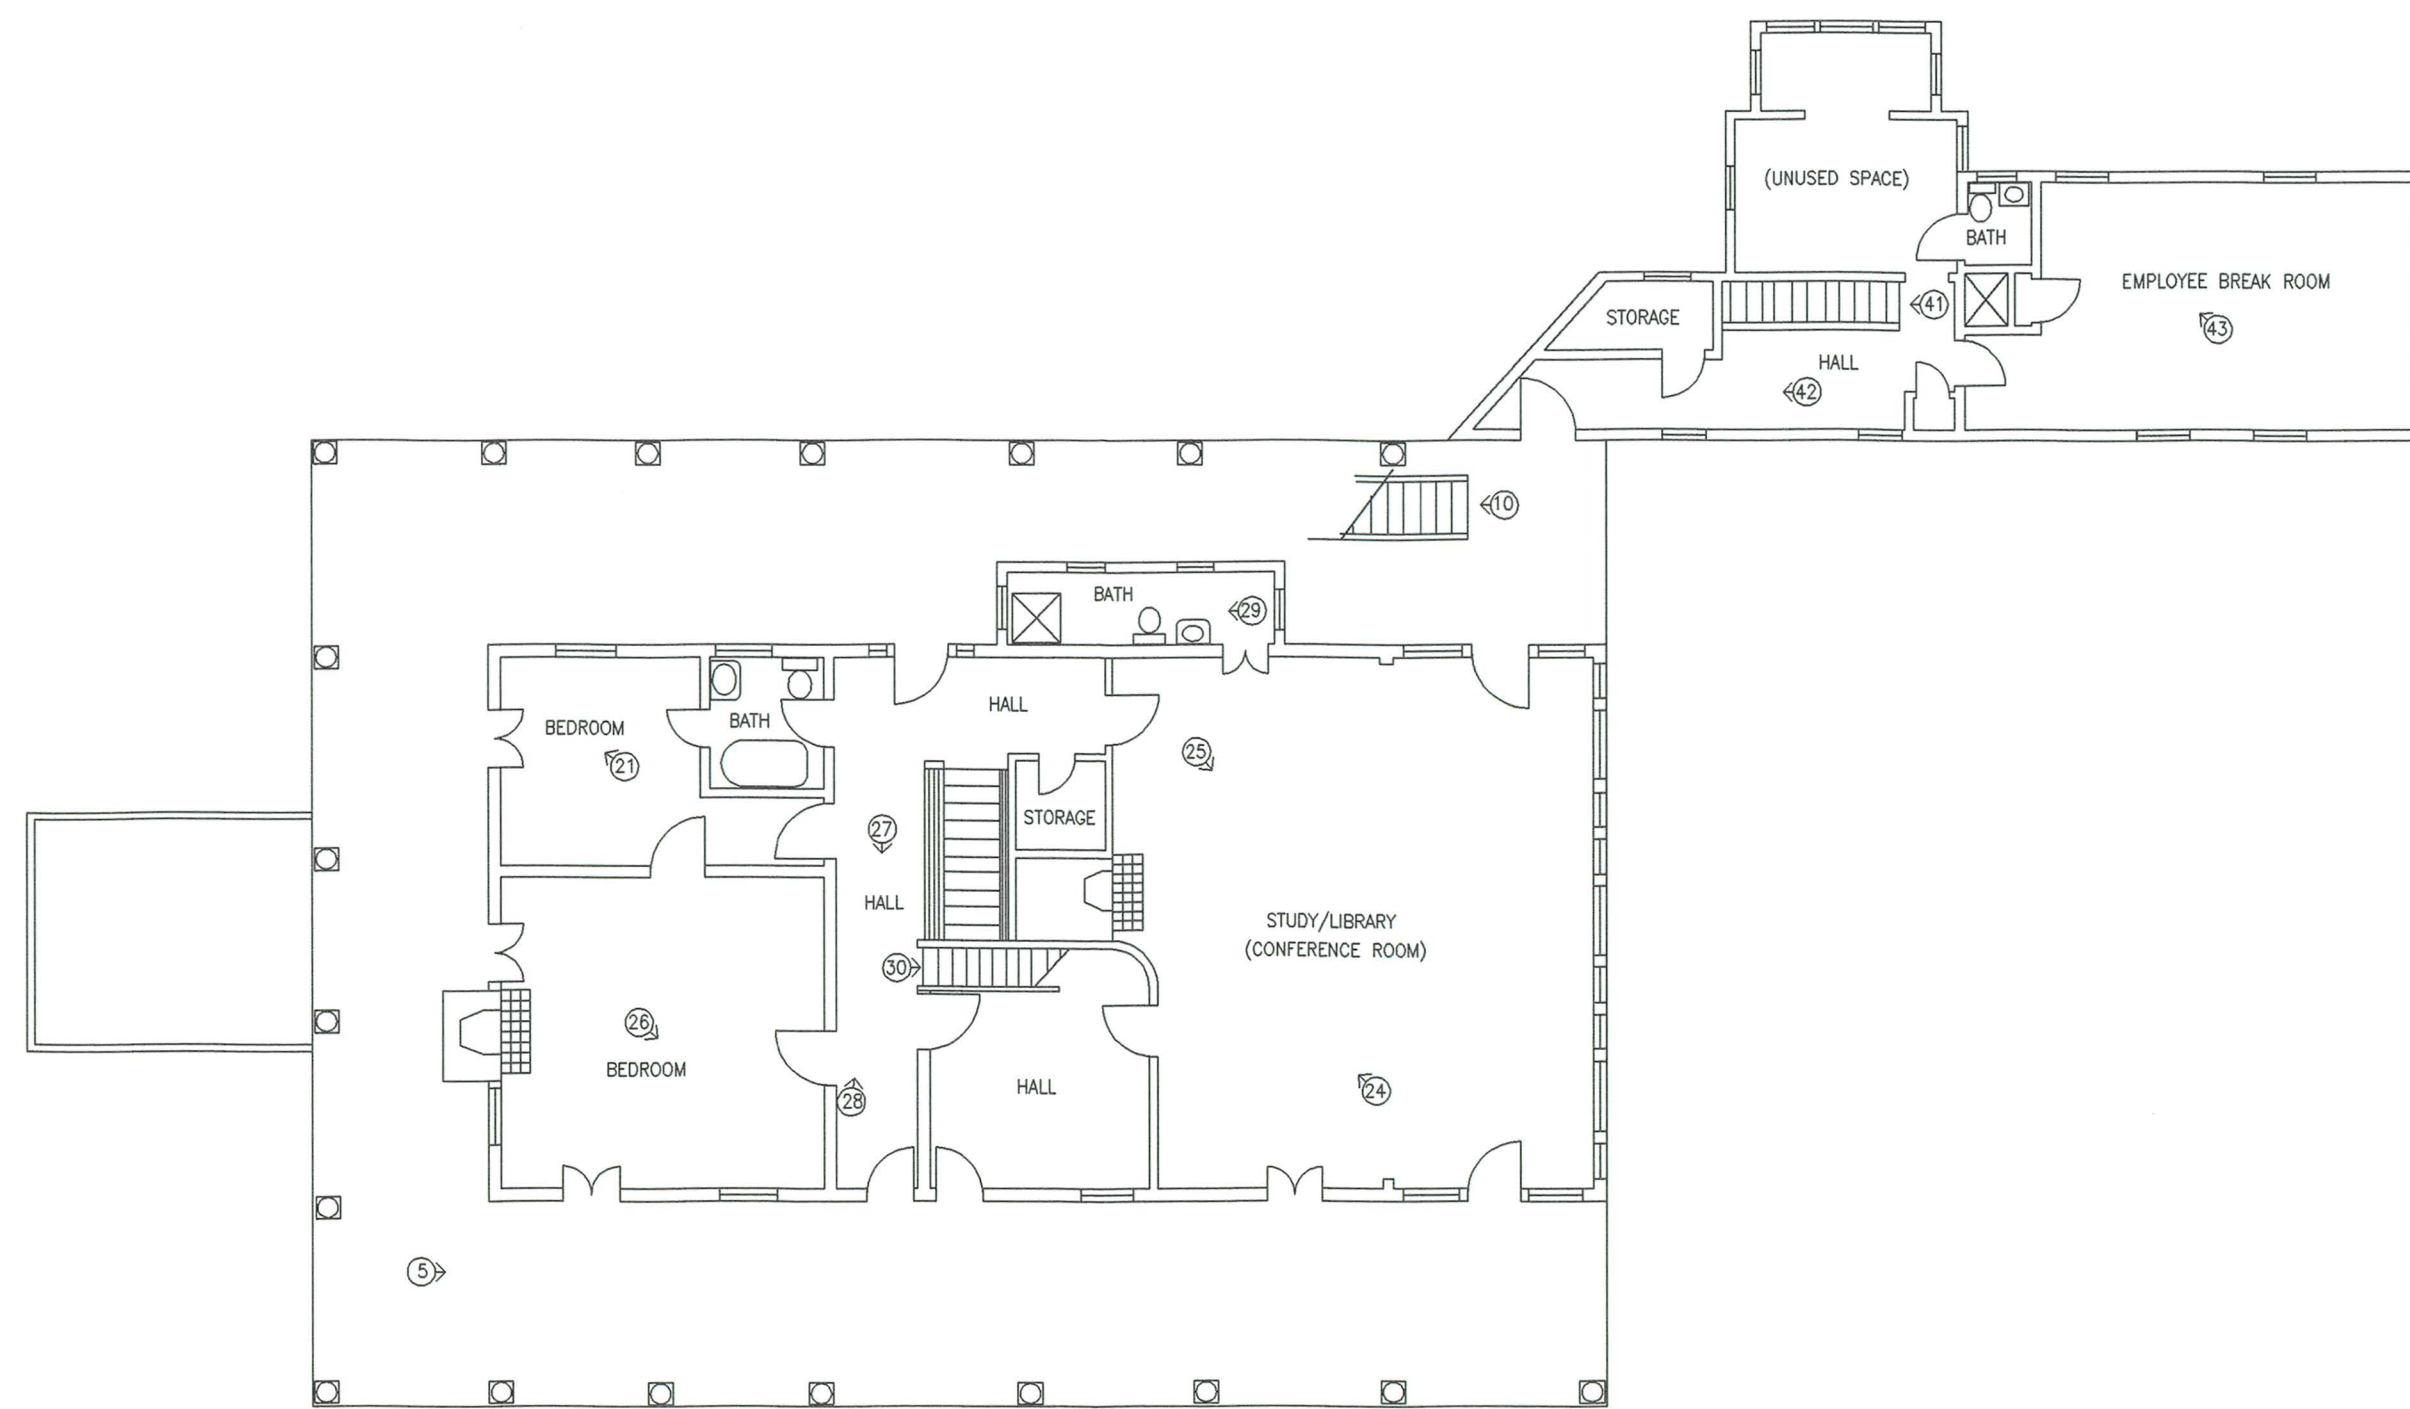 (UNUSED SPACE)
BATH
EMPLOYEE BREAK ROOM
41
STORAGE
43
HALL
42
10
BATH
29
HALL
BEDROOM
BATH
21
25
STORAGE
27
HALL
STUDY/LIBRARY
(CONFERENCE ROOM)
30
26
BEDROOM
HALL
24
28
5